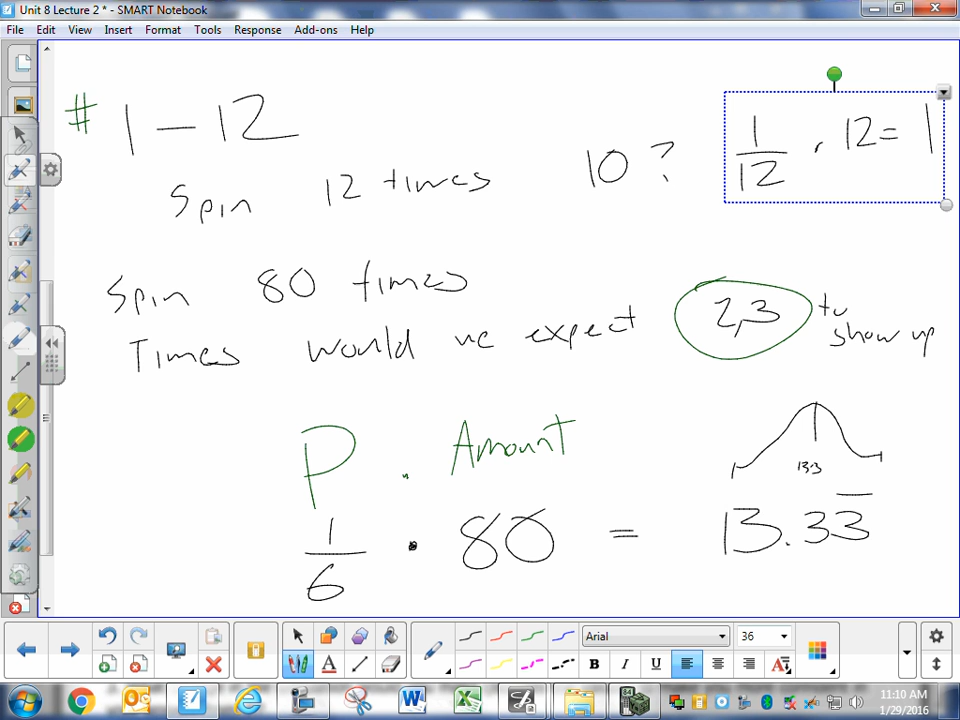 Unit 8 Lecture 2 * - SMART Notebook
File Edit View Insert Format Tools Response Add-ons Help
# 1 - 12
Spin 12 times 10 ? 1/12 . 12 = 1
Spin 80 times
Times would we expect 2,3 to show up
P . Amount
13.3
1/6 . 80 = 13.33
Arial 36
B I U
11:10 AM
1/29/2016